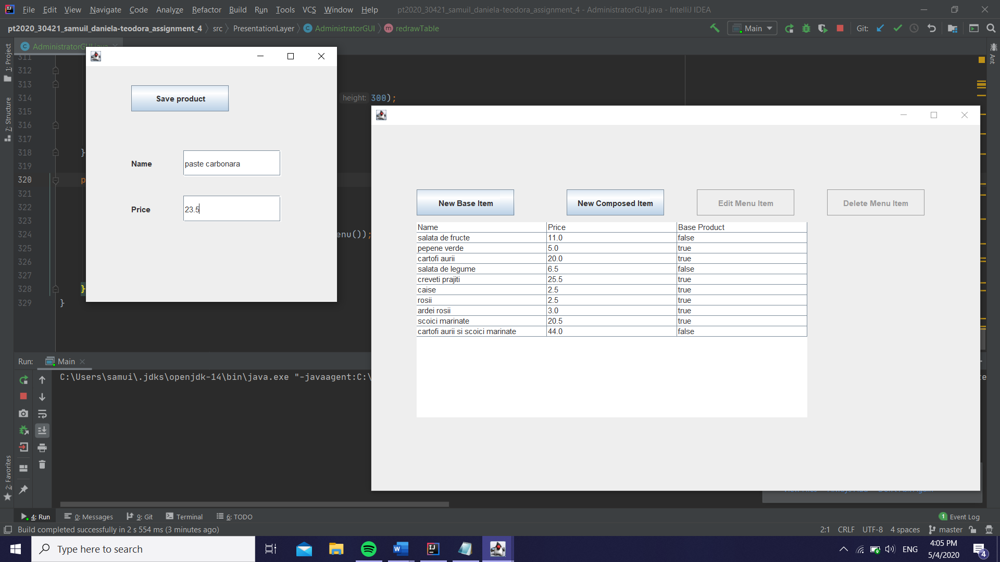 File Edit View Navigate Code Analyze Refactor Build Run Tools VCS Window Help pt2020_30421_samuil_daniela-teodora_assignment_4 - AdministratorGUI.java - IntelliJ IDEA
pt2020_30421_samuil_daniela-teodora_assignment_4 src PresentationLayer AdministratorGUI redrawTable Main Git:
AdministratorGUI.java
1: Project
7: Structure
2: Favorites
Ant
311
312
313
314 height: 300);
315
316
317
318 }
319
320 p
321
322
323
324 enu());
325
326
327
328 }
329 }
Save product
Name paste carbonara
Price 23.5
New Base Item New Composed Item Edit Menu Item Delete Menu Item
Name Price Base Product
salata de fructe 11.0 false
pepene verde 5.0 true
cartofi aurii 20.0 true
salata de legume 6.5 false
creveti prajiti 25.5 true
caise 2.5 true
rosii 2.5 true
ardei rosii 3.0 true
scoici marinate 20.5 true
cartofi aurii si scoici marinate 44.0 false
Run: Main
C:\Users\samui\.jdks\openjdk-14\bin\java.exe "-javaagent:C:\
4: Run 0: Messages 9: Git Terminal 6: TODO 1 Event Log
Build completed successfully in 2 s 554 ms (3 minutes ago) 2:1 CRLF UTF-8 4 spaces master
Type here to search ENG 4:05 PM
5/4/2020 4